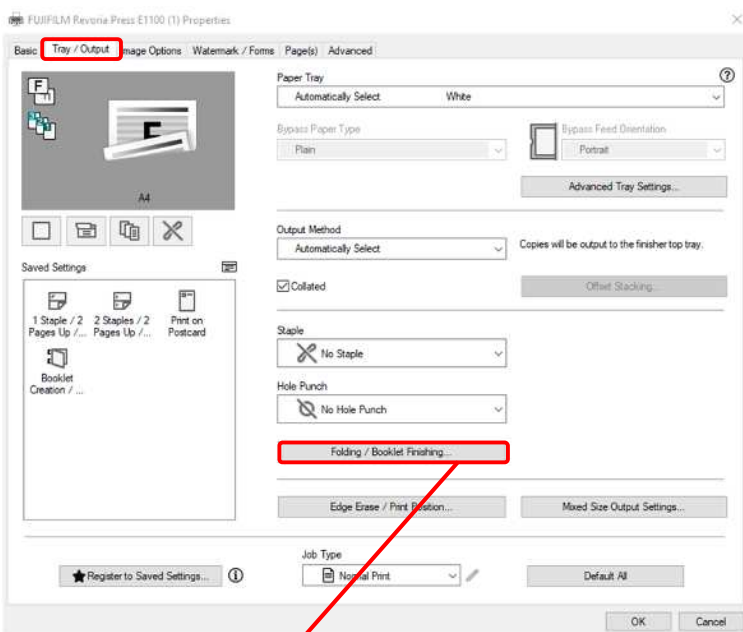 FUJIFILM Revoria Press E1100 (1) Properties
Basic Tray / Output Image Options Watermark / Forms Page(s) Advanced
Paper Tray
Automatically Select White
Bypass Paper Type
Plain
Bypass Feed Orientation
Portrait
F
A4
Advanced Tray Settings...
Output Method
Automatically Select
Copies will be output to the finisher top tray.
Saved Settings
Collated
Offset Stacking...
1 Staple / 2
Pages Up /...
2 Staples / 2
Pages Up /...
Print on
Postcard
Booklet
Creation / ...
Staple
No Staple
Hole Punch
No Hole Punch
Folding / Booklet Finishing...
Edge Erase / Print Position...
Mixed Size Output Settings...
Job Type
Register to Saved Settings...
Normal Print
Default All
OK Cancel